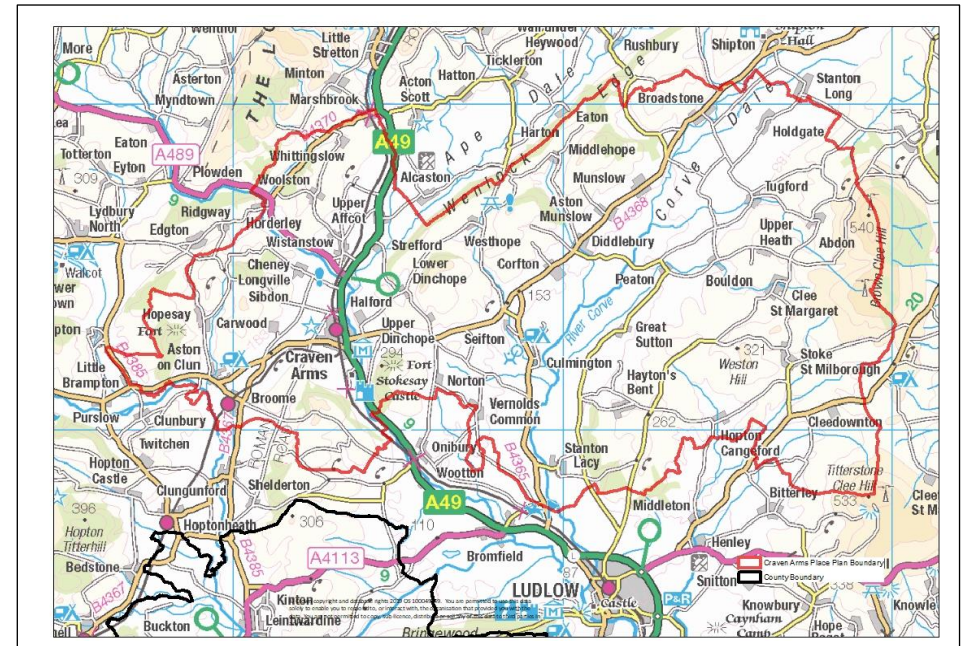 More
Little
Stretton
Heywood
Rushbury
Shipton
Hall
Ticklerton
Asterton
Minton
Acton
Scott
Hatton
Stanton
Long
Myndtown
Marshbrook
Broadstone
THE
Ape Dale
Edge
Dale
Eaton
B4370
A49
Harton
Eaton
Holdgate
Totterton
A489
Whittingslow
Middlehope
Eyton
Plowden
Woolston
Alcaston
Wenlock
Corve
309
9
Munslow
Tugford
Lydbury
North
Ridgway
Upper
Affcot
Aston
Munslow
B4368
Upper
Heath
540
Edgton
Horderley
Wistanstow
Strefford
Westhope
Diddlebury
Abdon
Walcot
Cheney
Longville
Lower
Dinchope
Corfton
Peaton
Bouldon
Brown Clee Hill
Sibdon
Halford
153
River Corve
Clee
St Margaret
20
Hopesay
Fort
Carwood
Upper
Dinchope
Seifton
Great
Sutton
321
Stoke
St Milborough
B4385
Aston
on Clun
Craven
Arms
294
Fort
Culmington
Weston
Hill
Little
Brampton
Stokesay
Castle
Norton
Hayton's
Bent
Purslow
Broome
Vernolds
Common
262
Cleedownton
Clunbury
9
Twitchen
ROMAN
Onibury
B4365
Stanton
Lacy
Hopton
Cangeford
Hopton
Castle
Shelderton
Wootton
Titterstone
Clee Hill
Clungunford
A49
Middleton
Bitterley
533
396
Hopton
Titterhill
Hoptonheath
306
110
Henley
Bedstone
B4385
A4113
Bromfield
87
Craven Arms Place Plan Boundary
County Boundary
B4367
9
LUDLOW
Snitton
Castle
P&R
Knowbury
Knowle
Kinton
Leintwardine
Buckton
Bringewood
Caynham
Camp
Hope